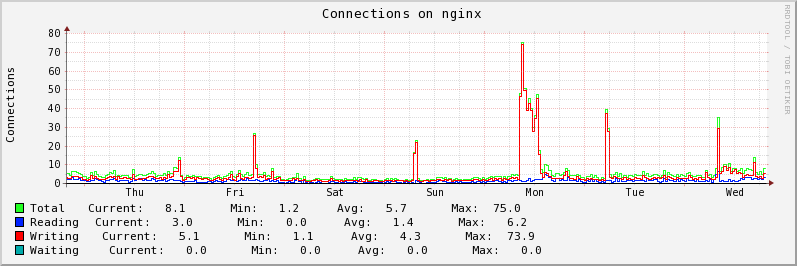 Connections on nginx
RRDTOOL / TOBI OETIKER
Connections
80
70
60
50
40
30
20
10
0
Thu Fri Sat Sun Mon Tue Wed
Total Current: 8.1 Min: 1.2 Avg: 5.7 Max: 75.0
Reading Current: 3.0 Min: 0.0 Avg: 1.4 Max: 6.2
Writing Current: 5.1 Min: 1.1 Avg: 4.3 Max: 73.9
Waiting Current: 0.0 Min: 0.0 Avg: 0.0 Max: 0.0